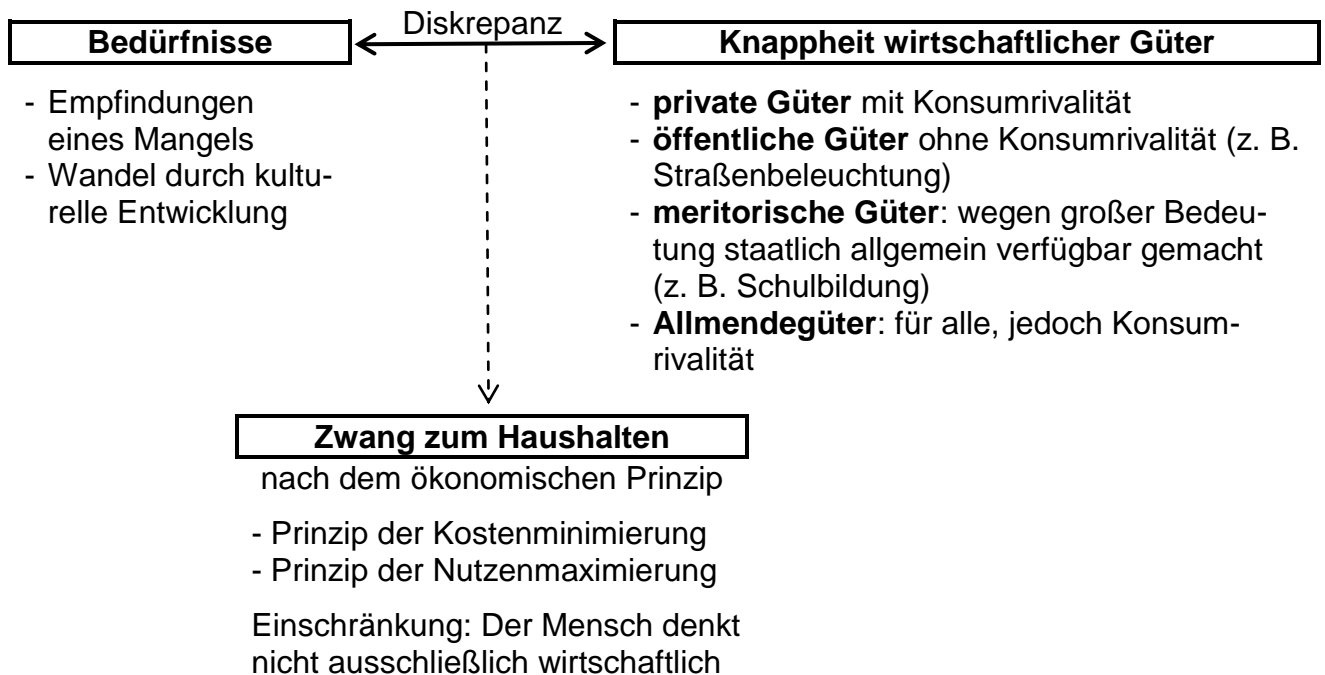 Diskrepanz
Bedürfnisse
Knappheit wirtschaftlicher Güter
- Empfindungen
eines Mangels
- Wandel durch kultu-
relle Entwicklung
- private Güter mit Konsumrivalität
- öffentliche Güter ohne Konsumrivalität (z. B.
Straßenbeleuchtung)
- meritorische Güter: wegen großer Bedeu-
tung staatlich allgemein verfügbar gemacht
(z. B. Schulbildung)
- Allmendegüter: für alle, jedoch Konsum-
rivalität
Zwang zum Haushalten
nach dem ökonomischen Prinzip
- Prinzip der Kostenminimierung
- Prinzip der Nutzenmaximierung
Einschränkung: Der Mensch denkt
nicht ausschließlich wirtschaftlich